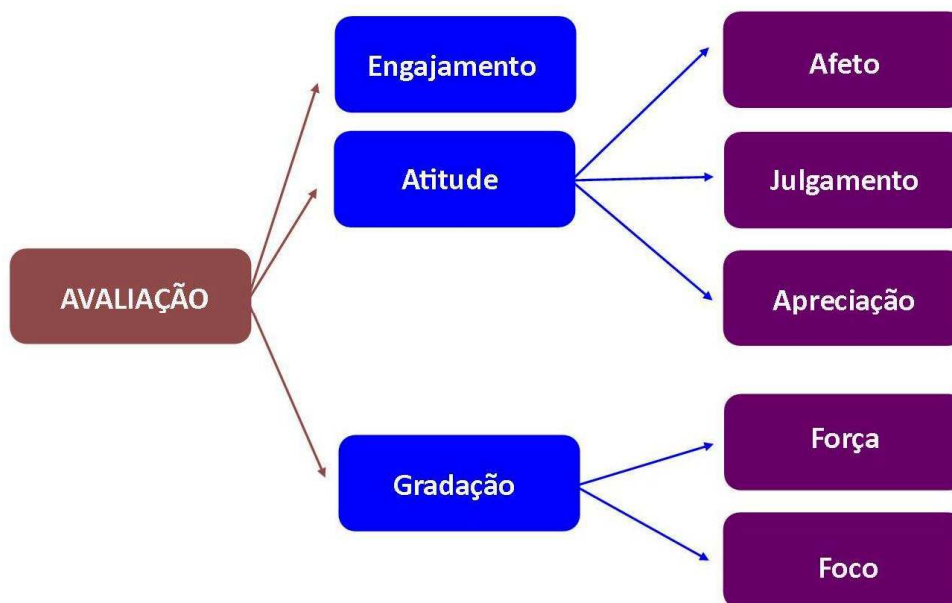 Engajamento
Afeto
Atitude
Julgamento
AVALIAÇÃO
Apreciação
Gradação
Força
Foco